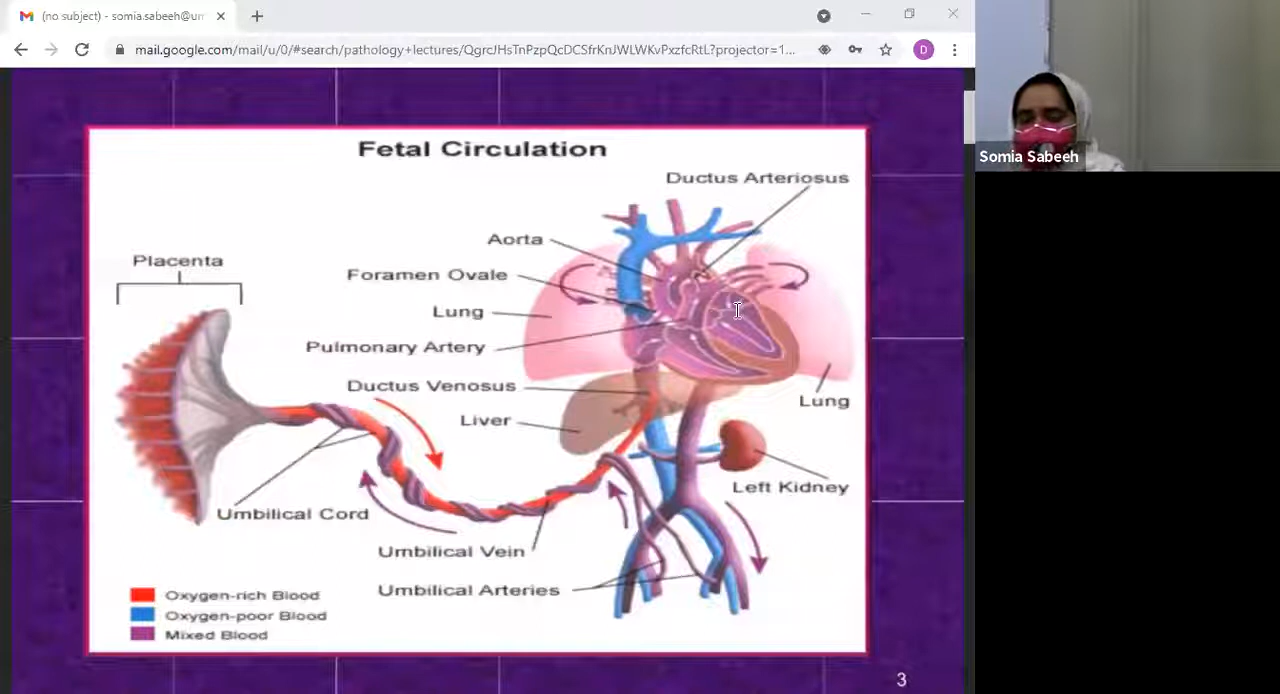 (no subject) - somia.sabeeh@um
mail.google.com/mail/u/0/#search/pathology+lectures/QgrcJHsTnPzpQcDCSfrKnJWLWKvPxzfcRtL?projector=1...
D
Fetal Circulation
Ductus Arteriosus
Aorta
Placenta
Foramen Ovale
Lung
Pulmonary Artery
Ductus Venosus
Lung
Liver
Left Kidney
Umbilical Cord
Umbilical Vein
Umbilical Arteries
Oxygen-rich Blood
Oxygen-poor Blood
Mixed Blood
3
Somia Sabeeh